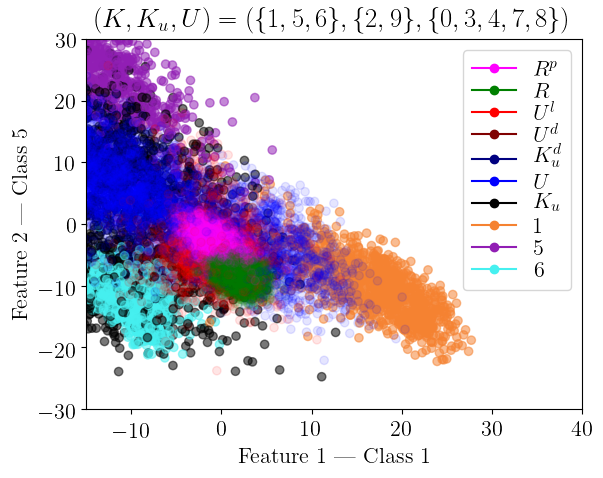 (K, K_u, U) = ({1, 5, 6}, {2, 9}, {0, 3, 4, 7, 8})
R^p
R
U^l
U^d
K_u^d
U
K_u
1
5
6
30
20
10
0
−10
−20
−30
−10
0
10
20
30
40
Feature 2 — Class 5
Feature 1 — Class 1